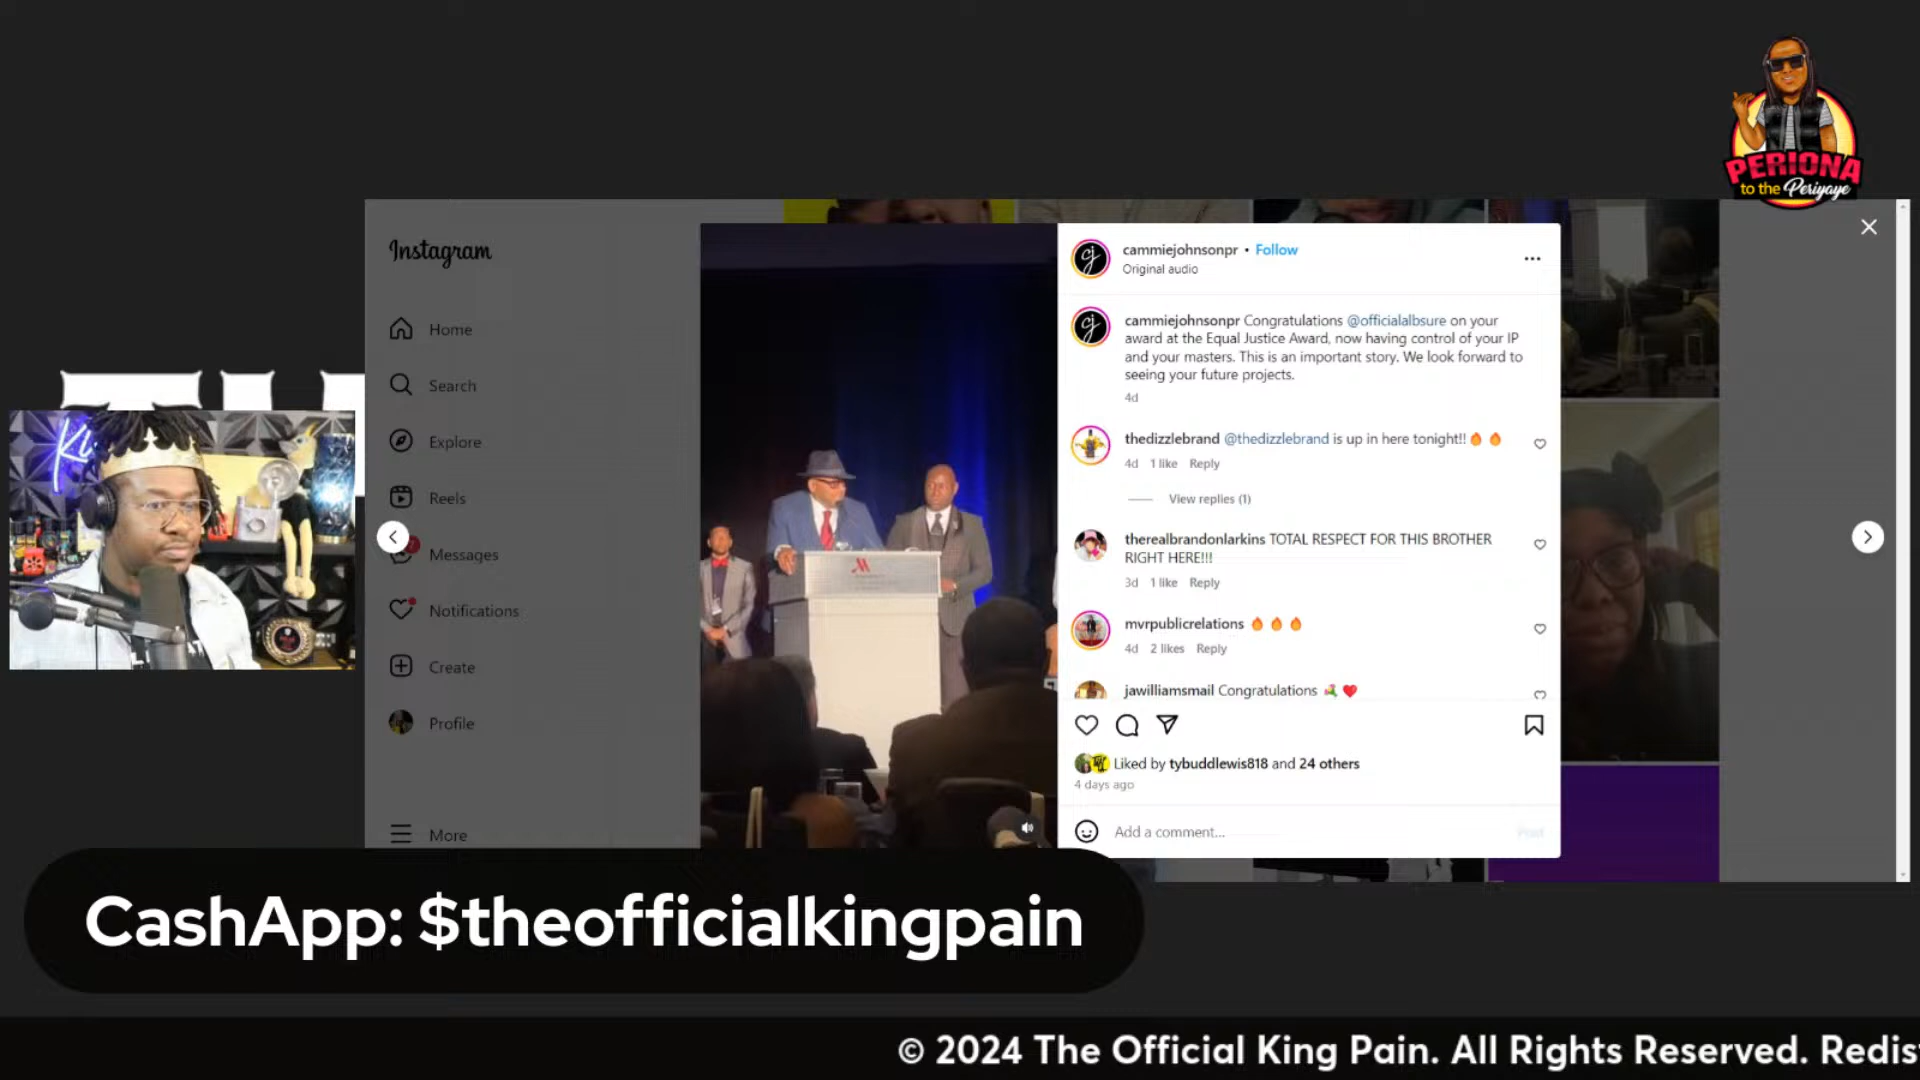 PERIONA
to the Periyaye
Instagram
Home
Search
Explore
Reels
Messages
Notifications
Create
Profile
More
cammiejohnsonpr • Follow
Original audio
cammiejohnsonpr Congratulations @officialalbsure on your
award at the Equal Justice Award, now having control of your IP
and your masters. This is an important story. We look forward to
seeing your future projects.
4d
thedizzlebrand @thedizzlebrand is up in here tonight!!🔥 🔥
4d 1 like Reply
View replies (1)
therealbrandonlarkins TOTAL RESPECT FOR THIS BROTHER
RIGHT HERE!!!
3d 1 like Reply
mvrpublicrelations 🔥 🔥 🔥
4d 2 likes Reply
jawilliamsmail Congratulations 💐 ❤️
Liked by tybuddlewis818 and 24 others
4 days ago
Add a comment...
Post
CashApp: $theofficialkingpain
© 2024 The Official King Pain. All Rights Reserved. Redis